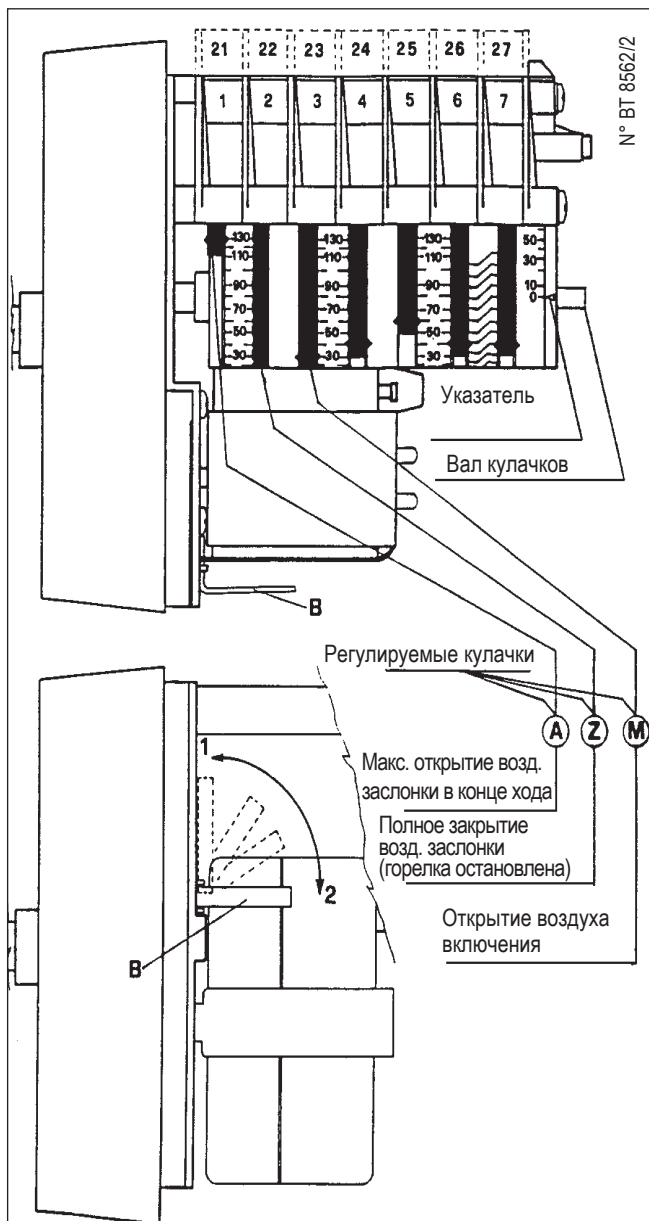 21 22 23 24 25 26 27
1 2 3 4 5 6 7
N° BT 8562/2
130 130 130 50
110 110 110 30
90 90 90 10
70 70 70 0
50 50 50
30 30 30
Указатель
Вал кулачков
B
Регулируемые кулачки
A Z M
Макс. открытие возд.
заслонки в конце хода
Полное закрытие
возд. заслонки
(горелка остановлена)
Открытие воздуха
включения
1
2
B